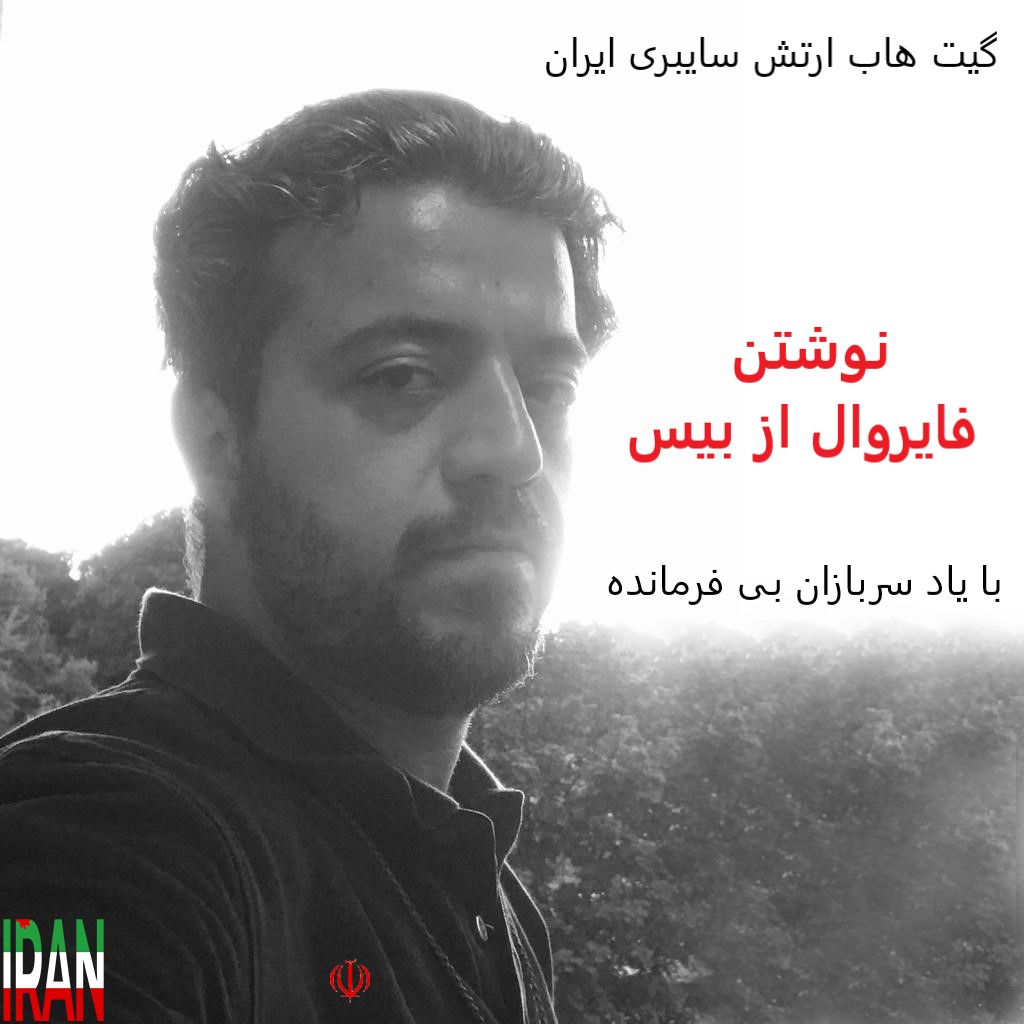 گیت هاب ارتش سایبری ایران
نوشتن
فایروال از بیس
با یاد سربازان بی فرمانده
IRAN